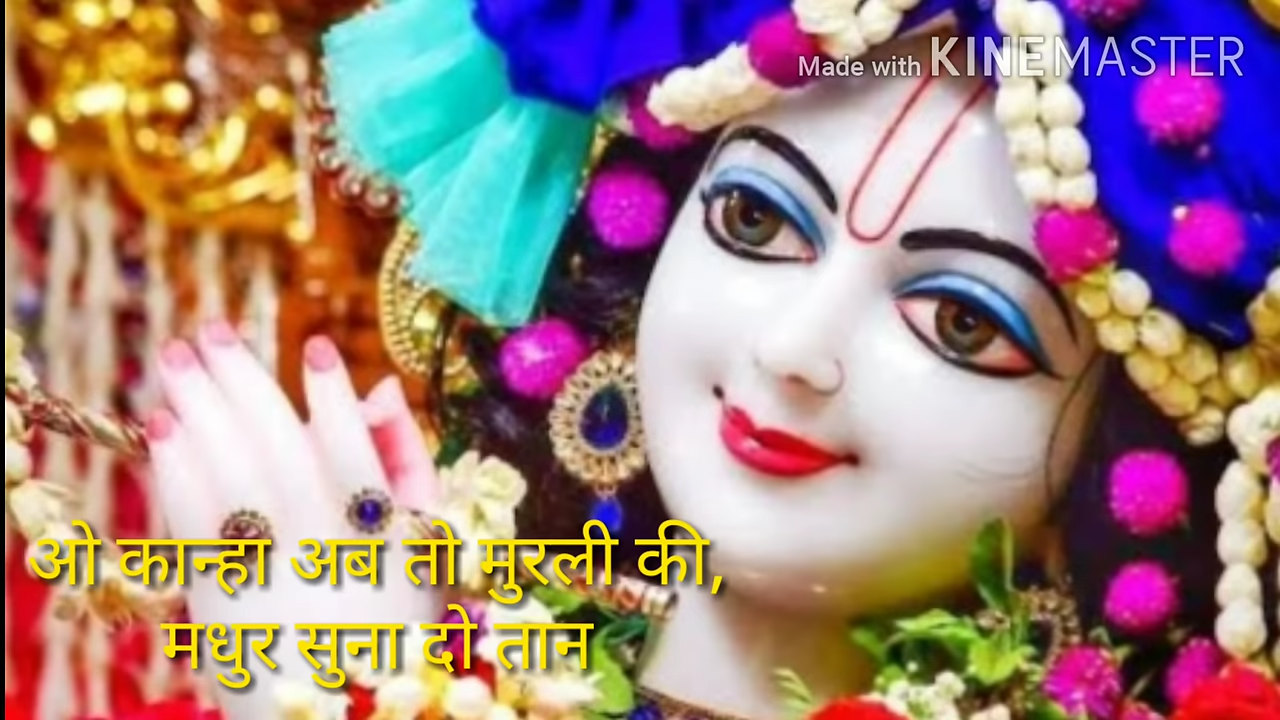 Made with KINEMASTER
ओ कान्हा अब तो मुरली की,
मधुर सुना दो तान